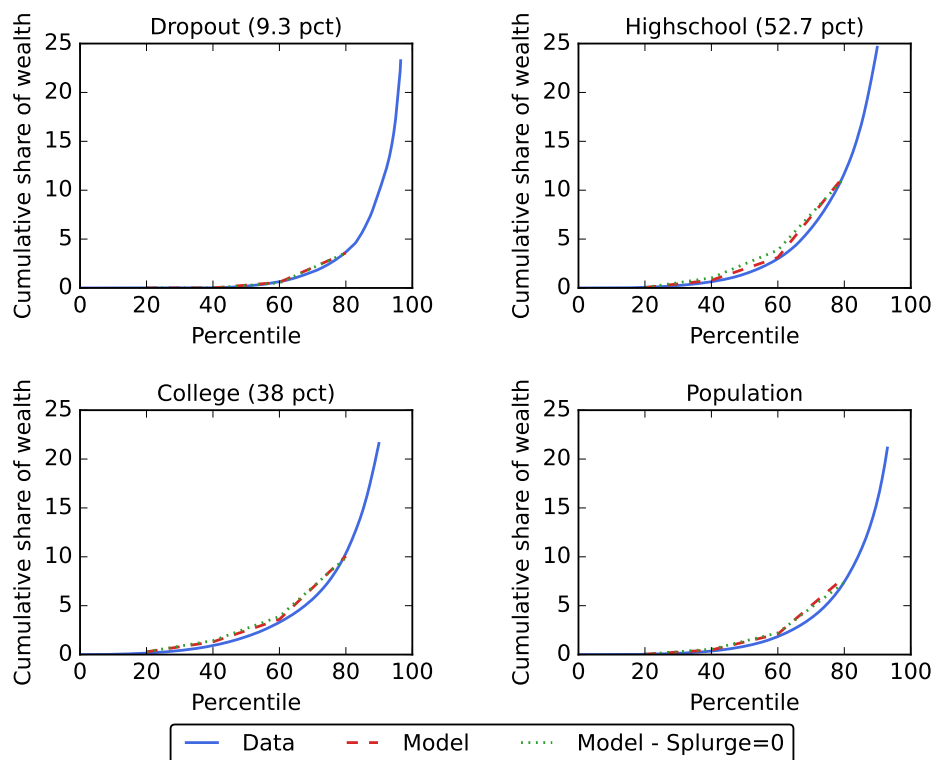 Dropout (9.3 pct)
Cumulative share of wealth
25
20
15
10
5
0
0 20 40 60 80 100
Percentile
Highschool (52.7 pct)
Cumulative share of wealth
25
20
15
10
5
0
0 20 40 60 80 100
Percentile
College (38 pct)
Cumulative share of wealth
25
20
15
10
5
0
0 20 40 60 80 100
Percentile
Population
Cumulative share of wealth
25
20
15
10
5
0
0 20 40 60 80 100
Percentile
Data Model Model - Splurge=0